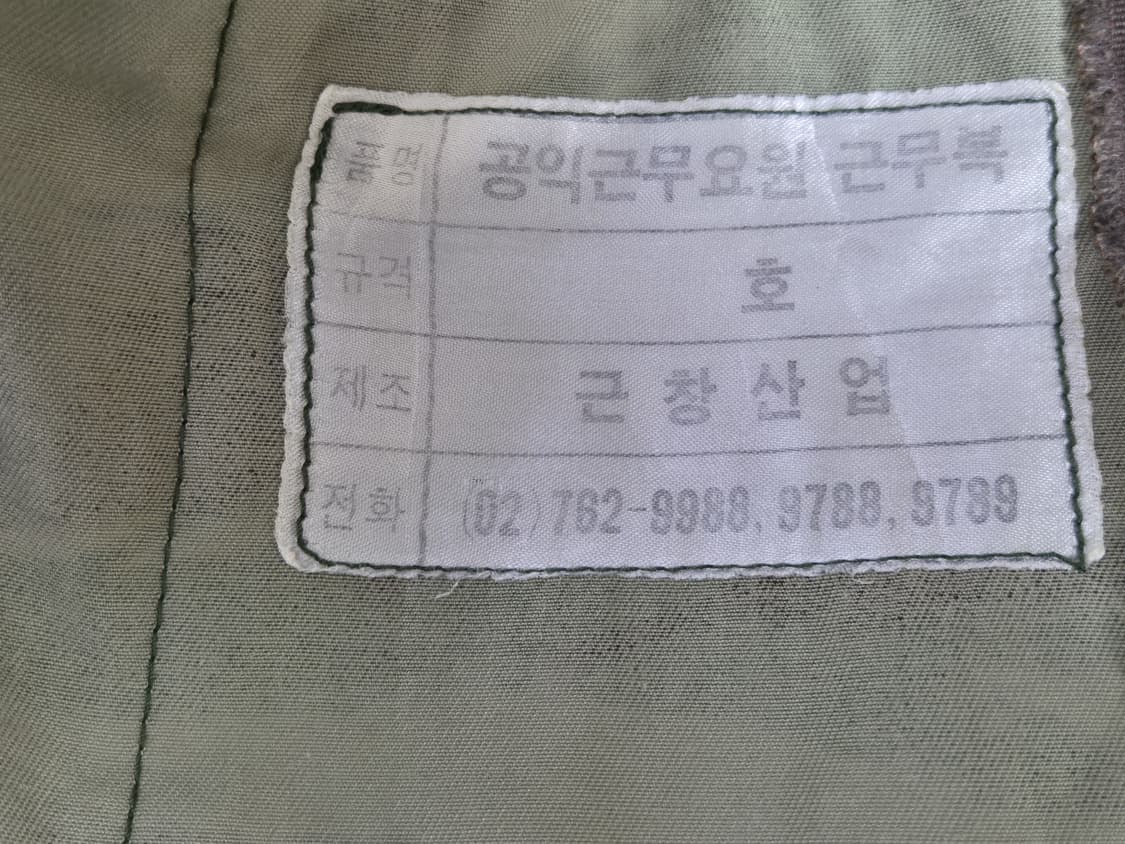 품명 공익근무요원 근무복
규격 호
제조 근창산업
전화 (02)762-9988, 9788, 9789